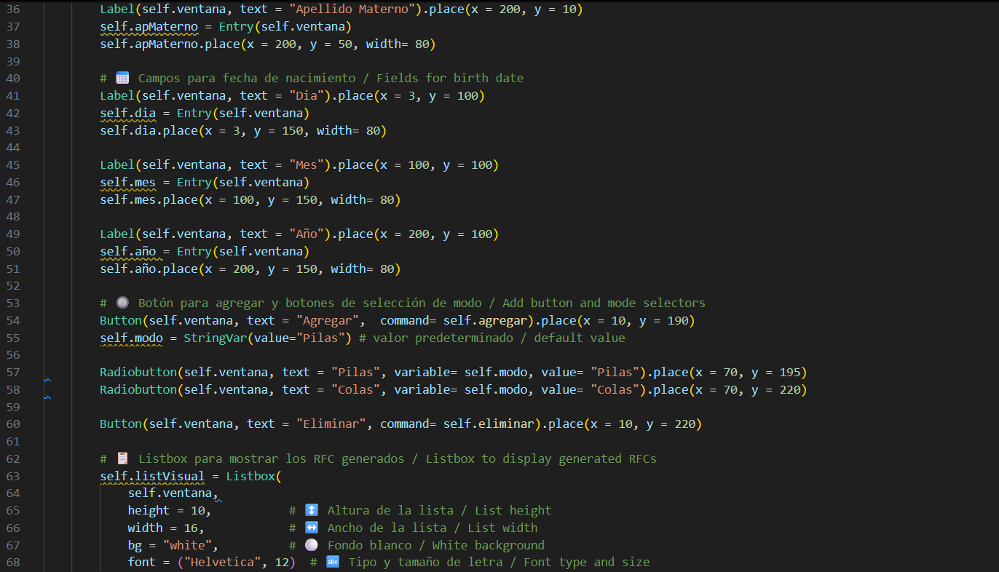 36 Label(self.ventana, text = "Apellido Materno").place(x = 200, y = 10)
37 self.apMaterno = Entry(self.ventana)
38 self.apMaterno.place(x = 200, y = 50, width= 80)
39
40 # 📅 Campos para fecha de nacimiento / Fields for birth date
41 Label(self.ventana, text = "Dia").place(x = 3, y = 100)
42 self.dia = Entry(self.ventana)
43 self.dia.place(x = 3, y = 150, width= 80)
44
45 Label(self.ventana, text = "Mes").place(x = 100, y = 100)
46 self.mes = Entry(self.ventana)
47 self.mes.place(x = 100, y = 150, width= 80)
48
49 Label(self.ventana, text = "Año").place(x = 200, y = 100)
50 self.año = Entry(self.ventana)
51 self.año.place(x = 200, y = 150, width= 80)
52
53 # 🔘 Botón para agregar y botones de selección de modo / Add button and mode selectors
54 Button(self.ventana, text = "Agregar",  command= self.agregar).place(x = 10, y = 190)
55 self.modo = StringVar(value="Pilas") # valor predeterminado / default value
56
57 Radiobutton(self.ventana, text = "Pilas", variable= self.modo, value= "Pilas").place(x = 70, y = 195)
58 Radiobutton(self.ventana, text = "Colas", variable= self.modo, value= "Colas").place(x = 70, y = 220)
59
60 Button(self.ventana, text = "Eliminar", command= self.eliminar).place(x = 10, y = 220)
61
62 # 📋 Listbox para mostrar los RFC generados / Listbox to display generated RFCs
63 self.listVisual = Listbox(
64 self.ventana,
65 height = 10, # ↕️ Altura de la lista / List height
66 width = 16, # ↔️ Ancho de la lista / List width
67 bg = "white", # ⚪ Fondo blanco / White background
68 font = ("Helvetica", 12) # 🔤 Tipo y tamaño de letra / Font type and size